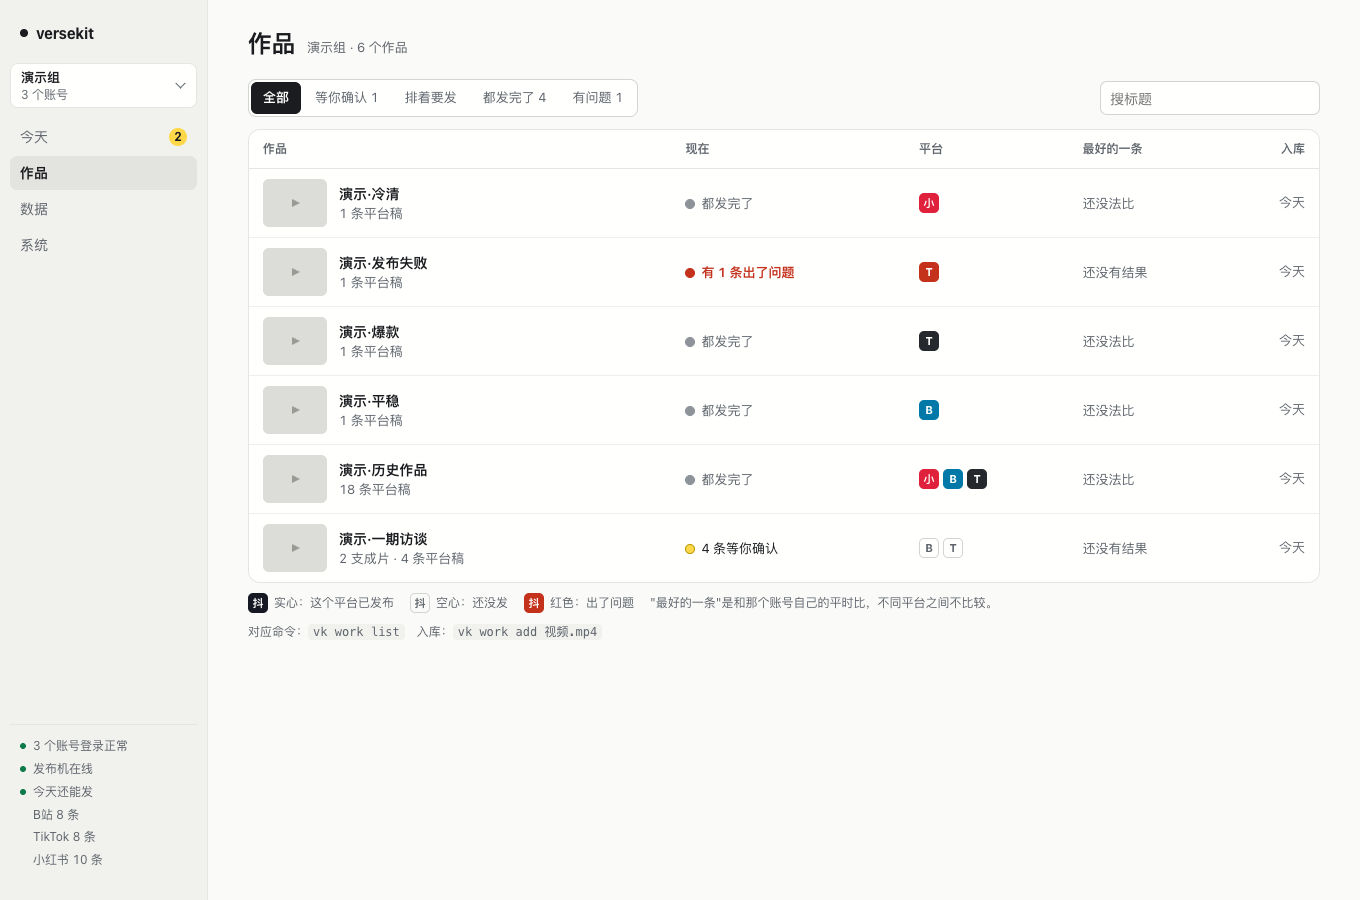 versekit
演示组
3 个账号
今天 2
作品
数据
系统
3 个账号登录正常
发布机在线
今天还能发
B站 8 条
TikTok 8 条
小红书 10 条
作品 演示组 · 6 个作品
全部 等你确认 1 排着要发 都发完了 4 有问题 1 搜标题
作品 现在 平台 最好的一条 入库
演示·冷清
1 条平台稿
都发完了 小 还没法比 今天
演示·发布失败
1 条平台稿
有 1 条出了问题 T 还没有结果 今天
演示·爆款
1 条平台稿
都发完了 T 还没法比 今天
演示·平稳
1 条平台稿
都发完了 B 还没法比 今天
演示·历史作品
18 条平台稿
都发完了 小 B T 还没法比 今天
演示·一期访谈
2 支成片 · 4 条平台稿
4 条等你确认 B T 还没有结果 今天
抖 实心：这个平台已发布 抖 空心：还没发 抖 红色：出了问题 "最好的一条"是和那个账号自己的平时比，不同平台之间不比较。
对应命令： vk work list 入库： vk work add 视频.mp4